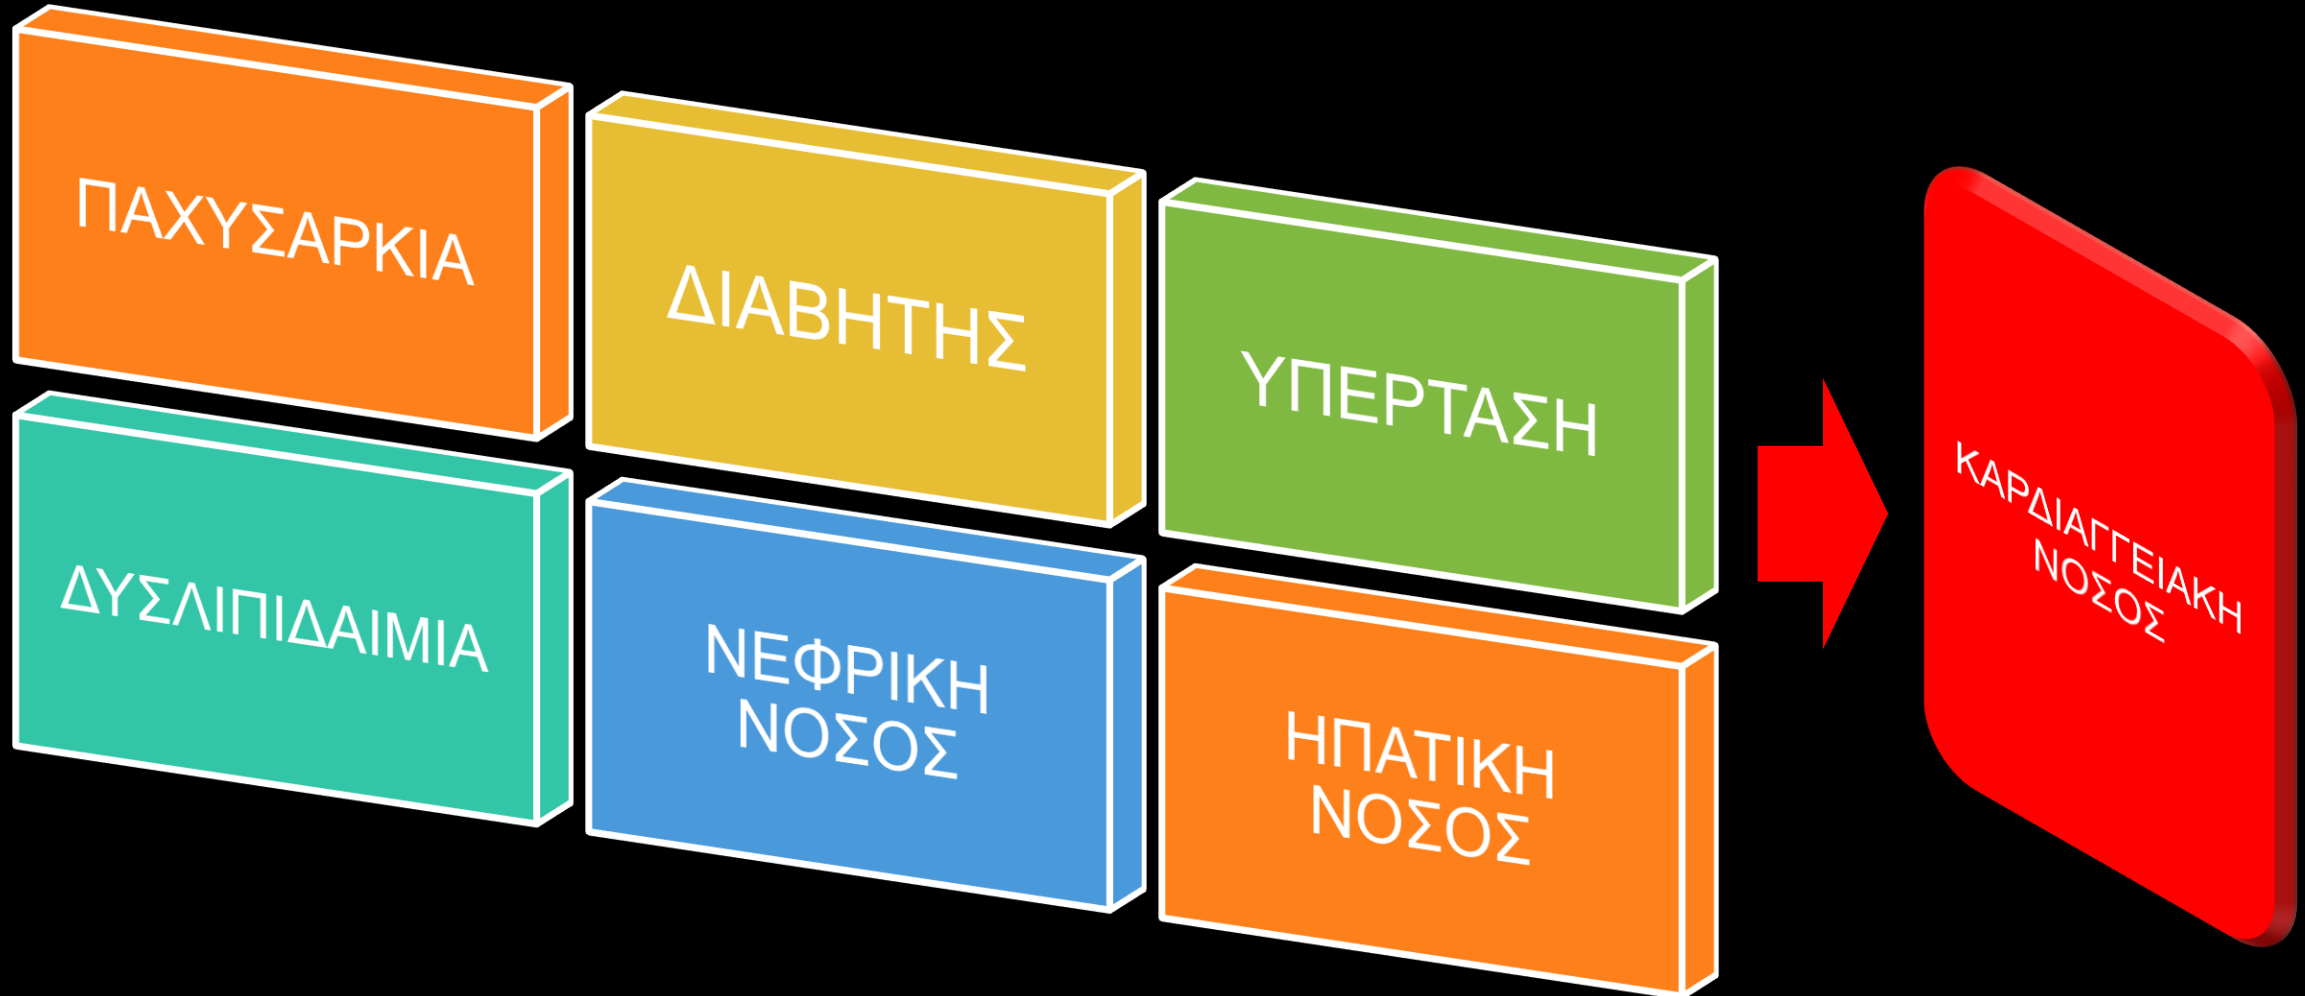 ΠΑΧΥΣΑΡΚΙΑ
ΔΙΑΒΗΤΗΣ
ΥΠΕΡΤΑΣΗ
ΔΥΣΛΙΠΙΔΑΙΜΙΑ
ΝΕΦΡΙΚΗ
ΝΟΣΟΣ
ΗΠΑΤΙΚΗ
ΝΟΣΟΣ
ΚΑΡΔΙΑΓΓΕΙΑΚΗ
ΝΟΣΟΣ